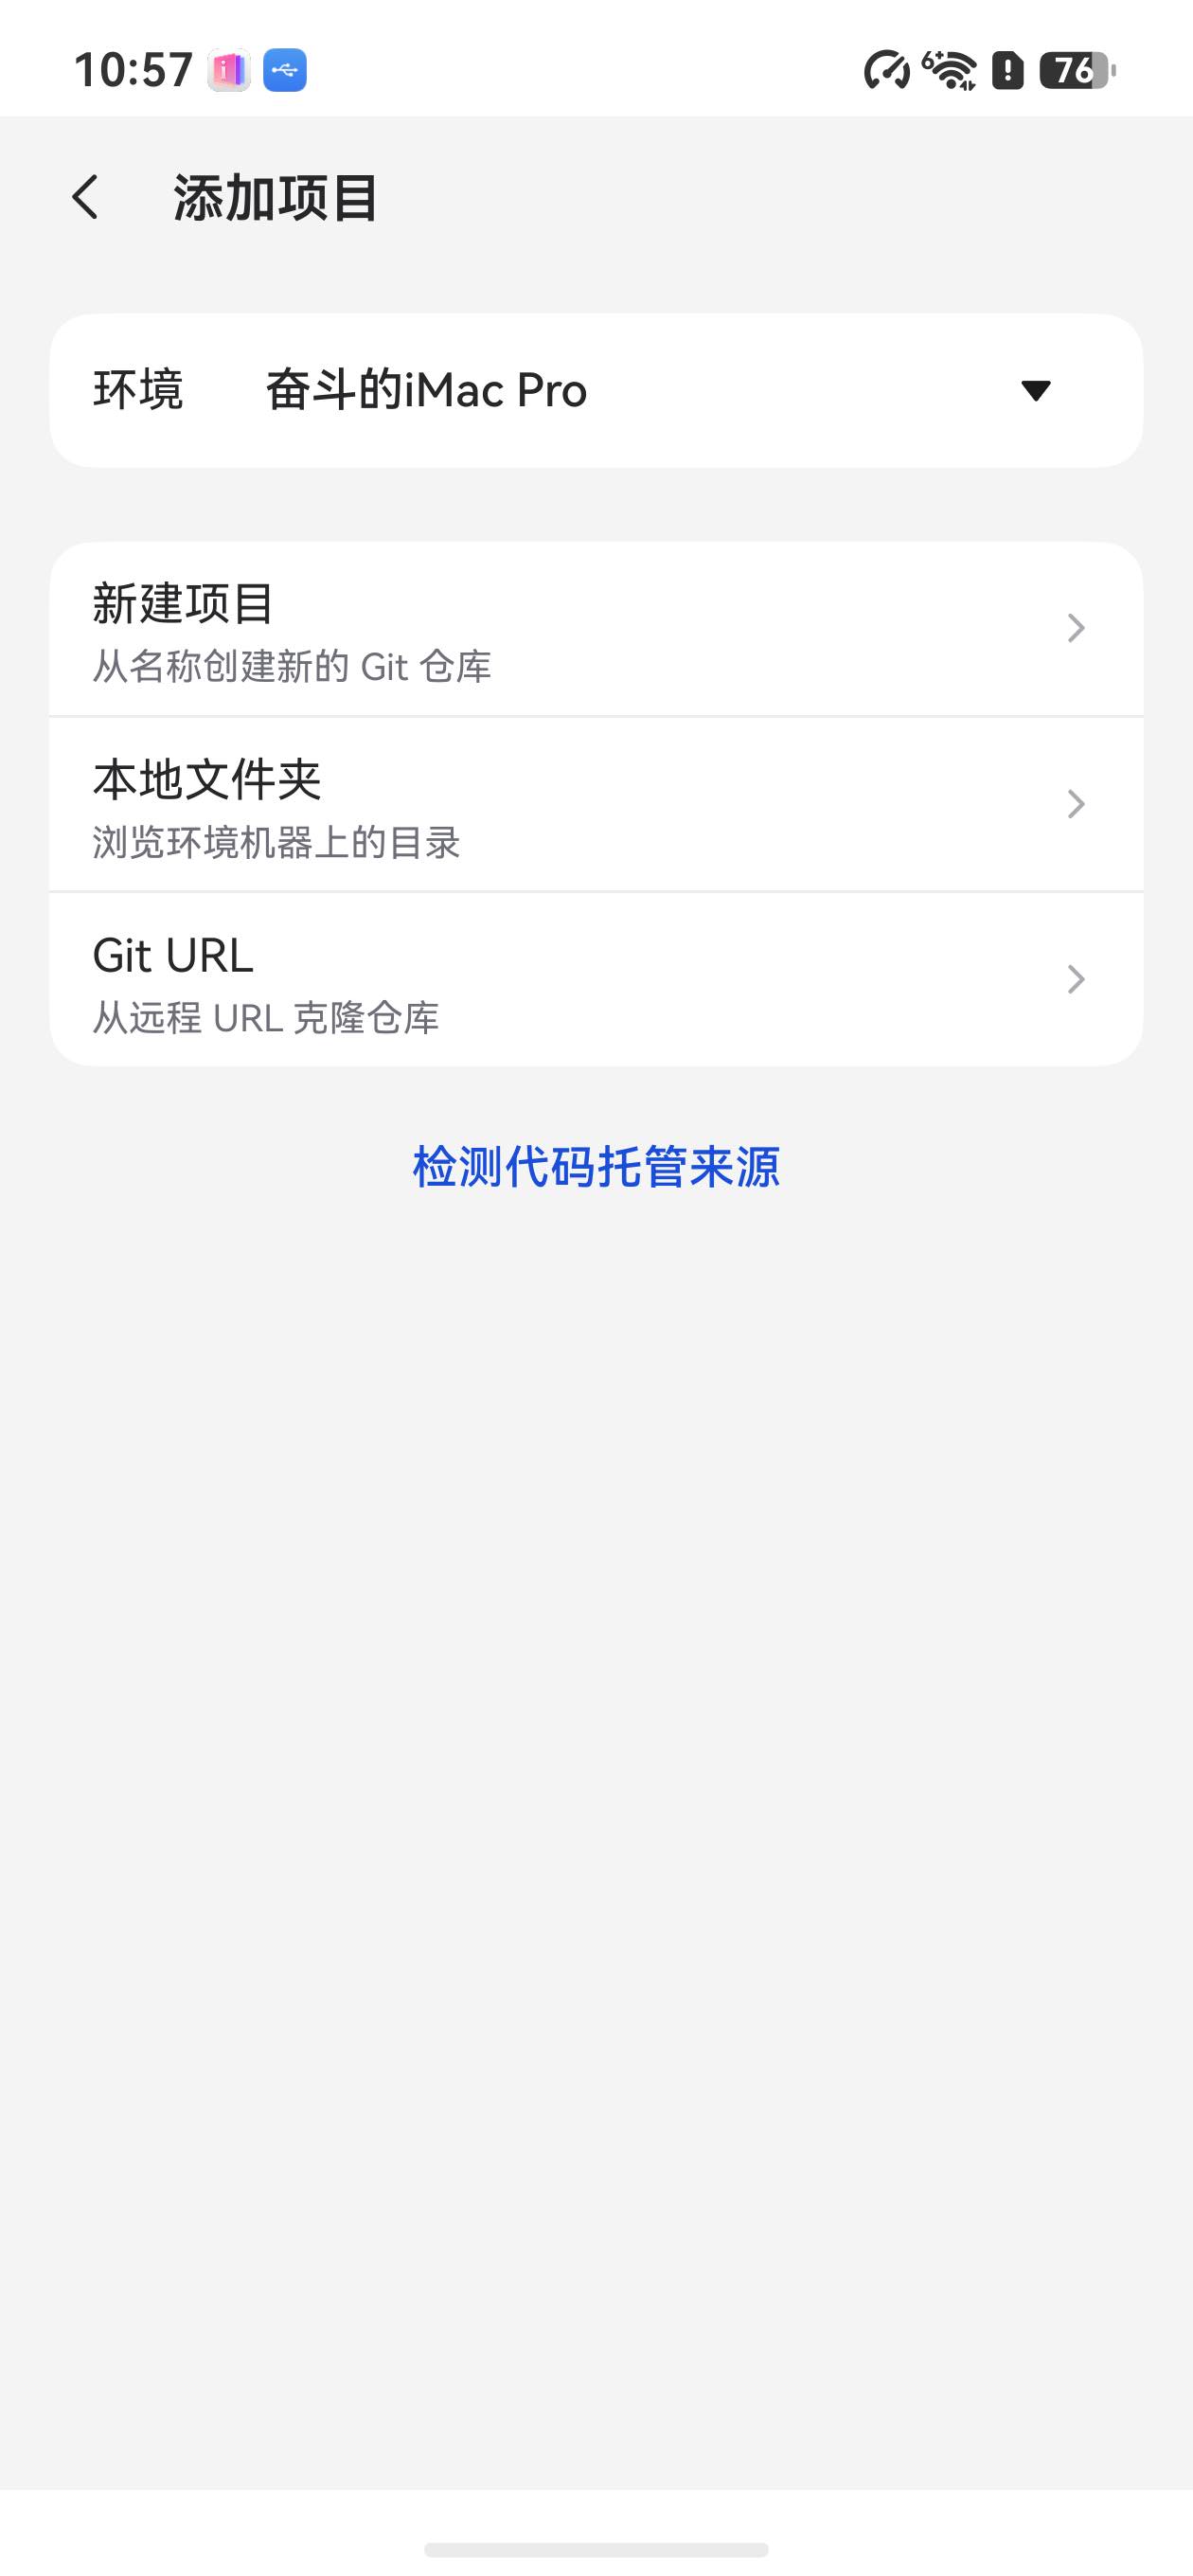 10:57
76
添加项目
环境 奋斗的iMac Pro
新建项目
从名称创建新的 Git 仓库
本地文件夹
浏览环境机器上的目录
Git URL
从远程 URL 克隆仓库
检测代码托管来源